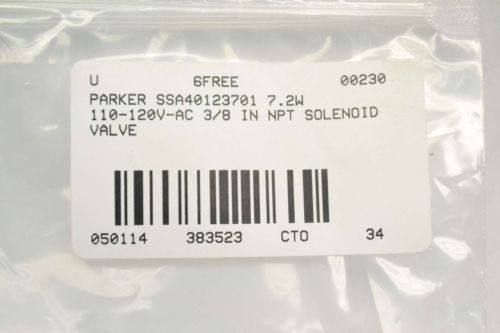 U 6FREE 00230
PARKER SSA40123701 7.2W
110-120V-AC 3/8 IN NPT SOLENOID
VALVE
050114 383523 CTO 34